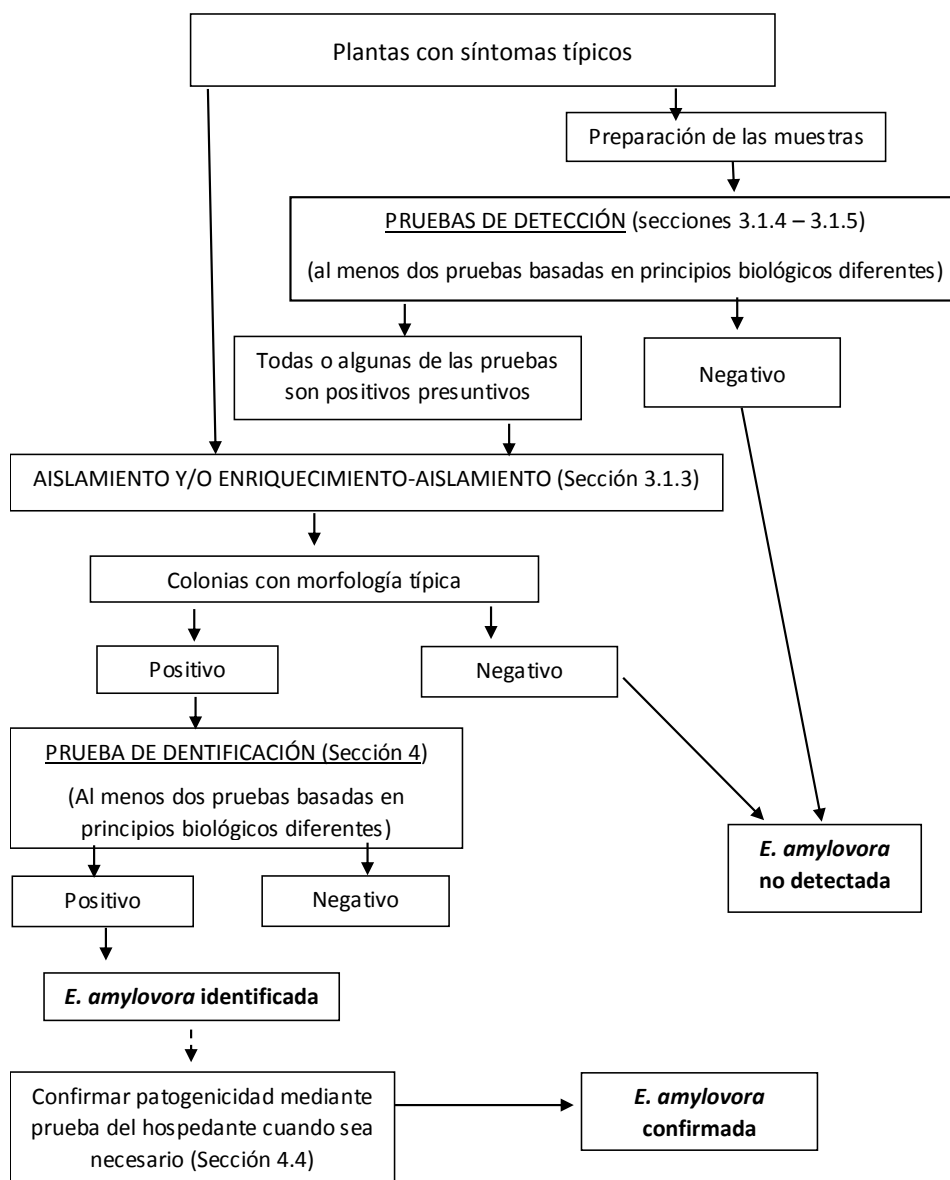 Plantas con síntomas típicos
Preparación de las muestras
PRUEBAS DE DETECCIÓN (secciones 3.1.4 – 3.1.5)
(al menos dos pruebas basadas en principios biológicos diferentes)
Todas o algunas de las pruebas
son positivos presuntivos
Negativo
AISLAMIENTO Y/O ENRIQUECIMIENTO-AISLAMIENTO (Sección 3.1.3)
Colonias con morfología típica
Positivo
Negativo
PRUEBA DE DENTIFICACIÓN (Sección 4)
(Al menos dos pruebas basadas en
principios biológicos diferentes)
E. amylovora
no detectada
Positivo
Negativo
E. amylovora identificada
Confirmar patogenicidad mediante
prueba del hospedante cuando sea
necesario (Sección 4.4)
E. amylovora
confirmada